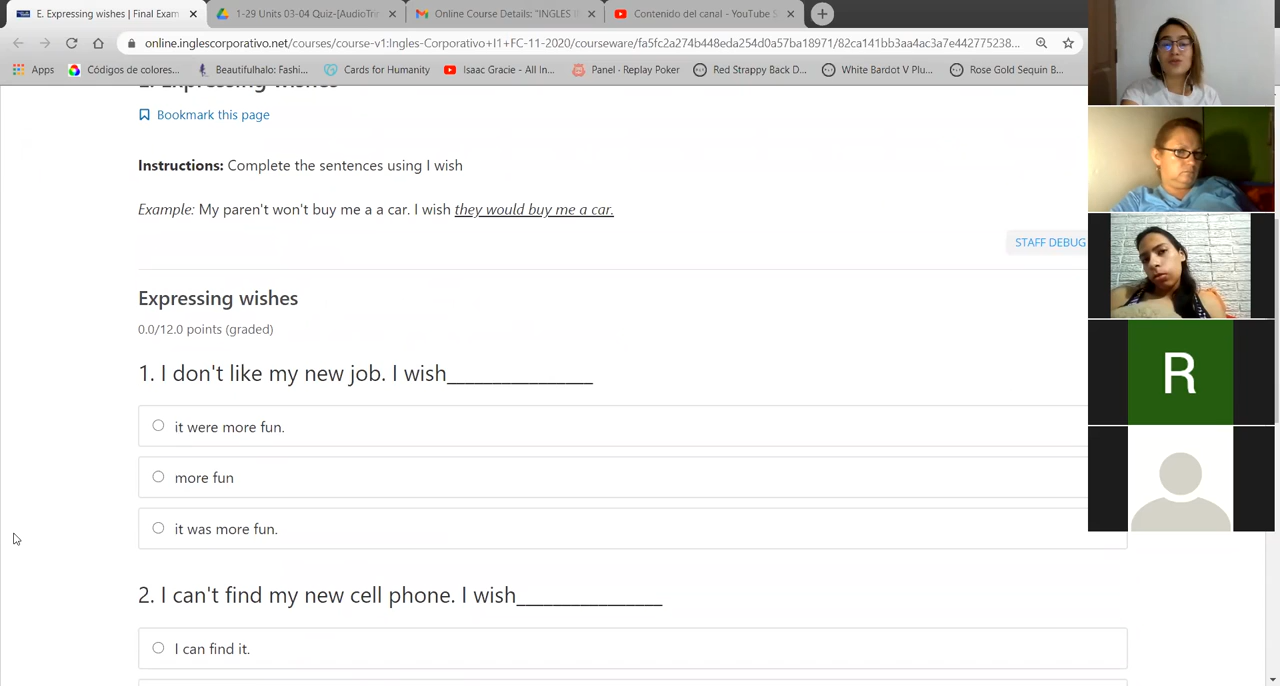 E. Expressing wishes | Final Exam
1-29 Units 03-04 Quiz-[AudioTrie
Online Course Details: "INGLES I
Contenido del canal - YouTube S
online.inglescorporativo.net/courses/course-v1:Ingles-Corporativo+I1+FC-11-2020/courseware/fa5fc2a274b448eda254d0a57ba18971/82ca141bb3aa4ac3a7e442775238...
Apps
Códigos de colores...
Beautifulhalo: Fashi...
Cards for Humanity
Isaac Gracie - All In...
Panel · Replay Poker
Red Strappy Back D...
White Bardot V Plu...
Rose Gold Sequin B...
E. Expressing wishes
Bookmark this page
Instructions: Complete the sentences using I wish
Example: My paren't won't buy me a a car. I wish they would buy me a car.
STAFF DEBUG
Expressing wishes
0.0/12.0 points (graded)
1. I don't like my new job. I wish_______________
it were more fun.
more fun
it was more fun.
2. I can't find my new cell phone. I wish_______________
I can find it.
R